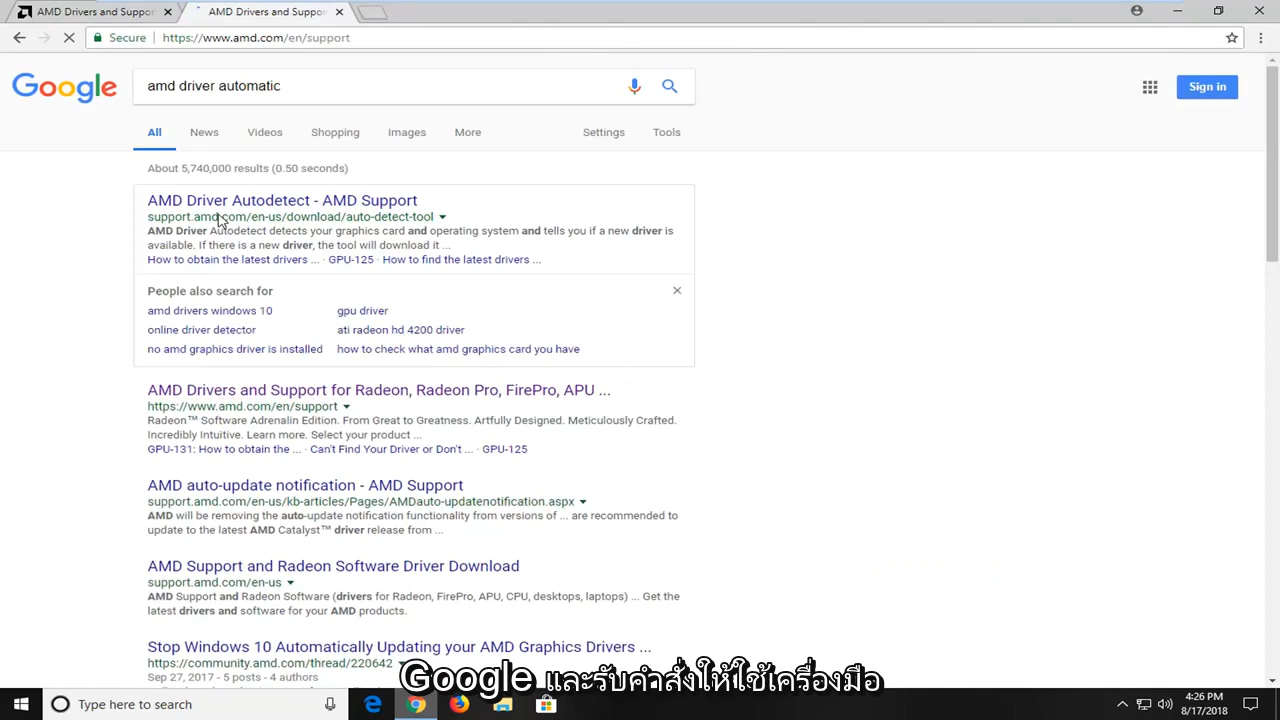 AMD Drivers and Suppor
AMD Drivers and Suppo
Secure
https://www.amd.com/en/support
Google
amd driver automatic
Sign in
All
News
Videos
Shopping
Images
More
Settings
Tools
About 5,740,000 results (0.50 seconds)
AMD Driver Autodetect - AMD Support
support.amd.com/en-us/download/auto-detect-tool
AMD Driver Autodetect detects your graphics card and operating system and tells you if a new driver is
available. If there is a new driver, the tool will download it ...
How to obtain the latest drivers ... · GPU-125 · How to find the latest drivers ...
People also search for
amd drivers windows 10
gpu driver
online driver detector
ati radeon hd 4200 driver
no amd graphics driver is installed
how to check what amd graphics card you have
AMD Drivers and Support for Radeon, Radeon Pro, FirePro, APU ...
https://www.amd.com/en/support
Radeon™ Software Adrenalin Edition. From Great to Greatness. Artfully Designed. Meticulously Crafted.
Incredibly Intuitive. Learn more. Select your product ...
GPU-131: How to obtain the ... · Can't Find Your Driver or Don't ... · GPU-125
AMD auto-update notification - AMD Support
support.amd.com/en-us/kb-articles/Pages/AMDauto-updatenotification.aspx
AMD will be removing the auto-update notification functionality from versions of ... are recommended to
update to the latest AMD Catalyst™ driver release from ...
AMD Support and Radeon Software Driver Download
support.amd.com/en-us
AMD Support and Radeon Software (drivers for Radeon, FirePro, APU, CPU, desktops, laptops) ... Get the
latest drivers and software for your AMD products.
Stop Windows 10 Automatically Updating your AMD Graphics Drivers ...
https://community.amd.com/thread/220642
Sep 27, 2017 - 5 posts - 4 authors
Google และรับคำสั่งให้ใช้เครื่องมือ
Type here to search
4:26 PM
8/17/2018